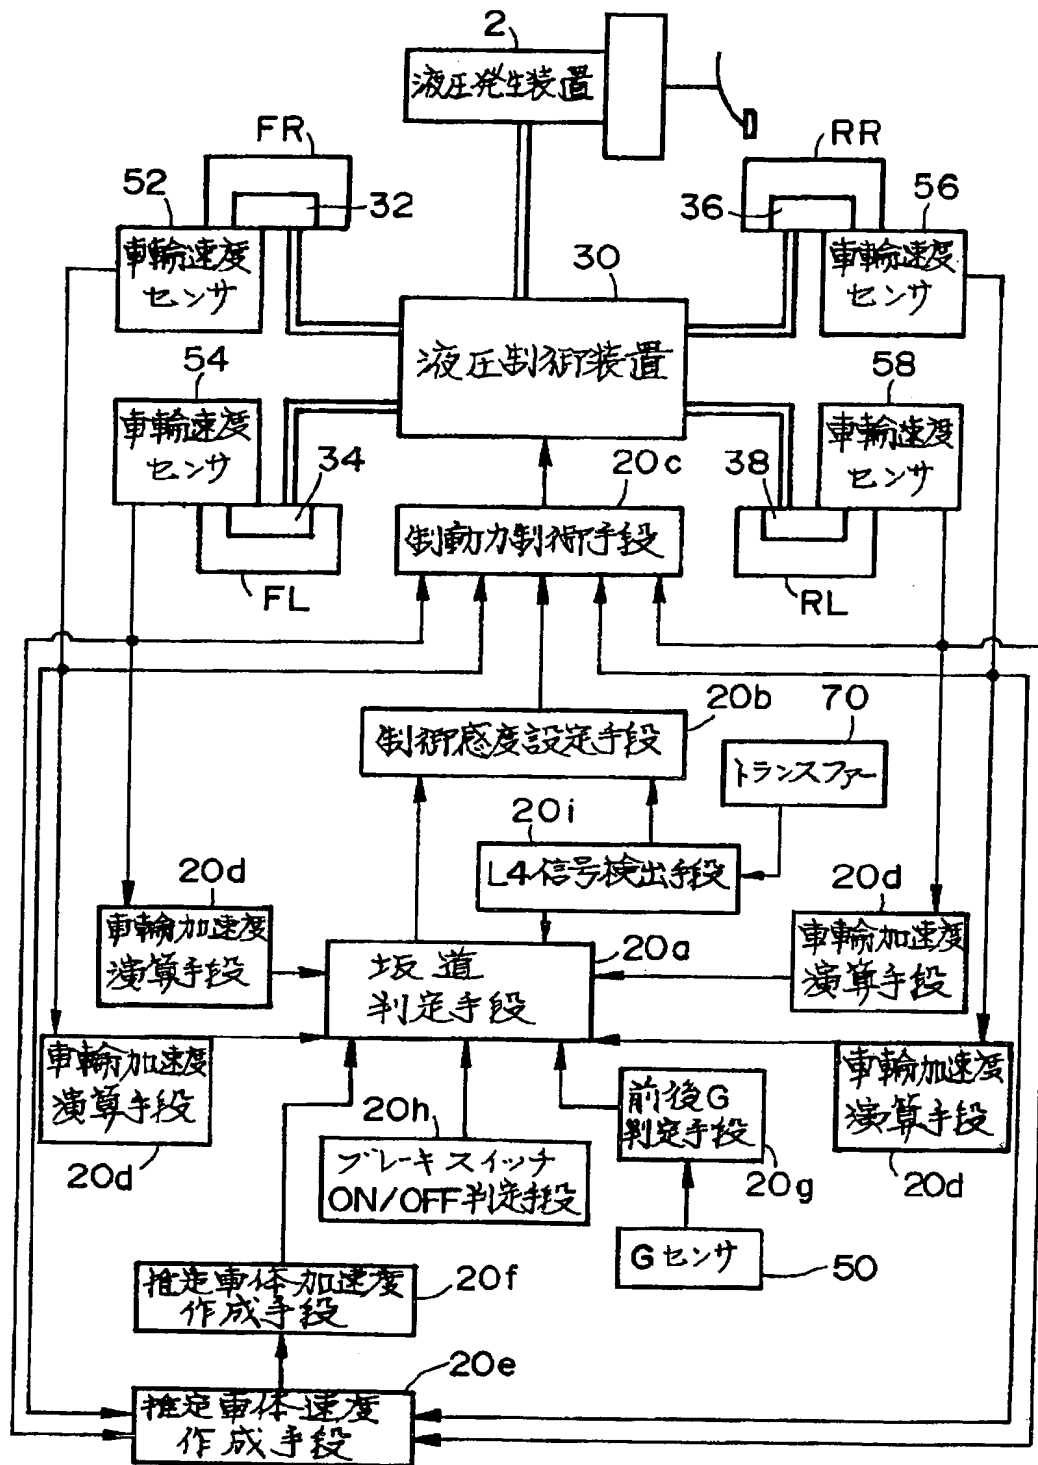 2
液圧発生装置
FR
RR
52
32
36
56
車輪速度
センサ
30
車輪速度
センサ
液圧制御装置
54
58
車輪速度
センサ
34
20c
38
車輪速度
センサ
制動力制御手段
FL
RL
20b
70
制御感度設定手段
トランスファー
20i
L4信号検出手段
20d
20d
車輪加速度
演算手段
20a
坂道
判定手段
車輪加速度
演算手段
車輪加速度
演算手段
20d
20h
ブレーキスイッチ
ON/OFF判定手段
前後G
判定手段
20g
車輪加速度
演算手段
20d
Gセンサ
50
20f
推定車体加速度
作成手段
20e
推定車体速度
作成手段